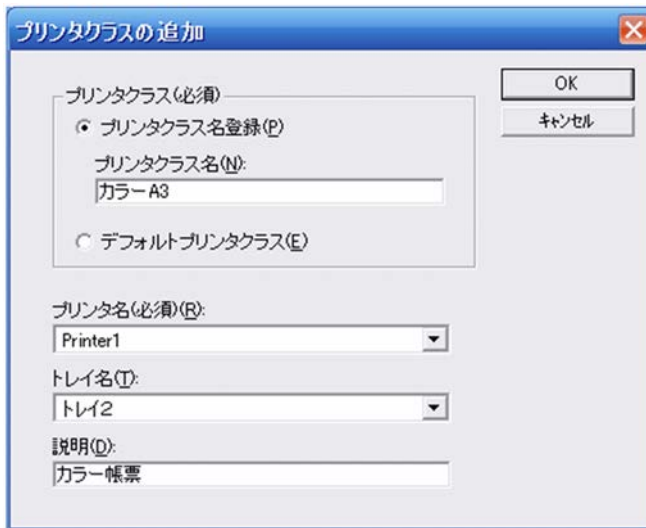 プリンタクラスの追加
プリンタクラス(必須)
プリンタクラス名登録(P)
プリンタクラス名(N):
カラーA3
デフォルトプリンタクラス(E)
OK
キャンセル
プリンタ名(必須)(R):
Printer1
トレイ名(T):
トレイ2
説明(D):
カラー帳票